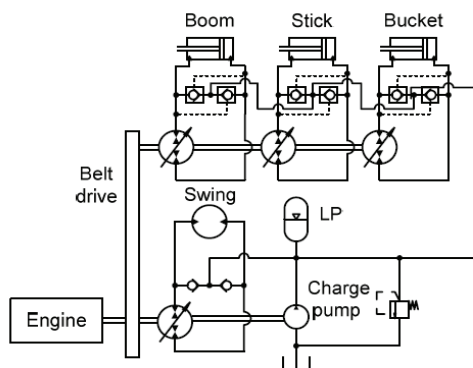 Boom Stick Bucket
Belt
drive
Swing
LP
Charge
pump
Engine